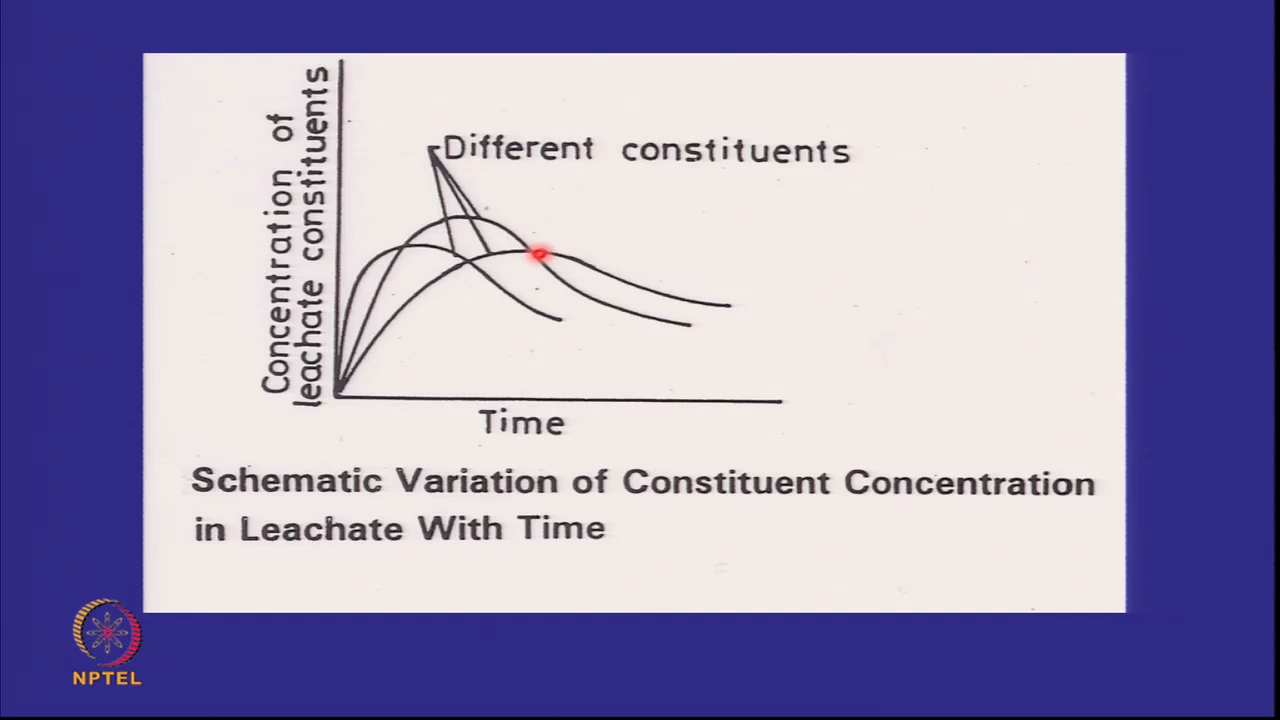 Concentration of
leachate constituents
Different constituents
Time
Schematic Variation of Constituent Concentration
in Leachate With Time
NPTEL